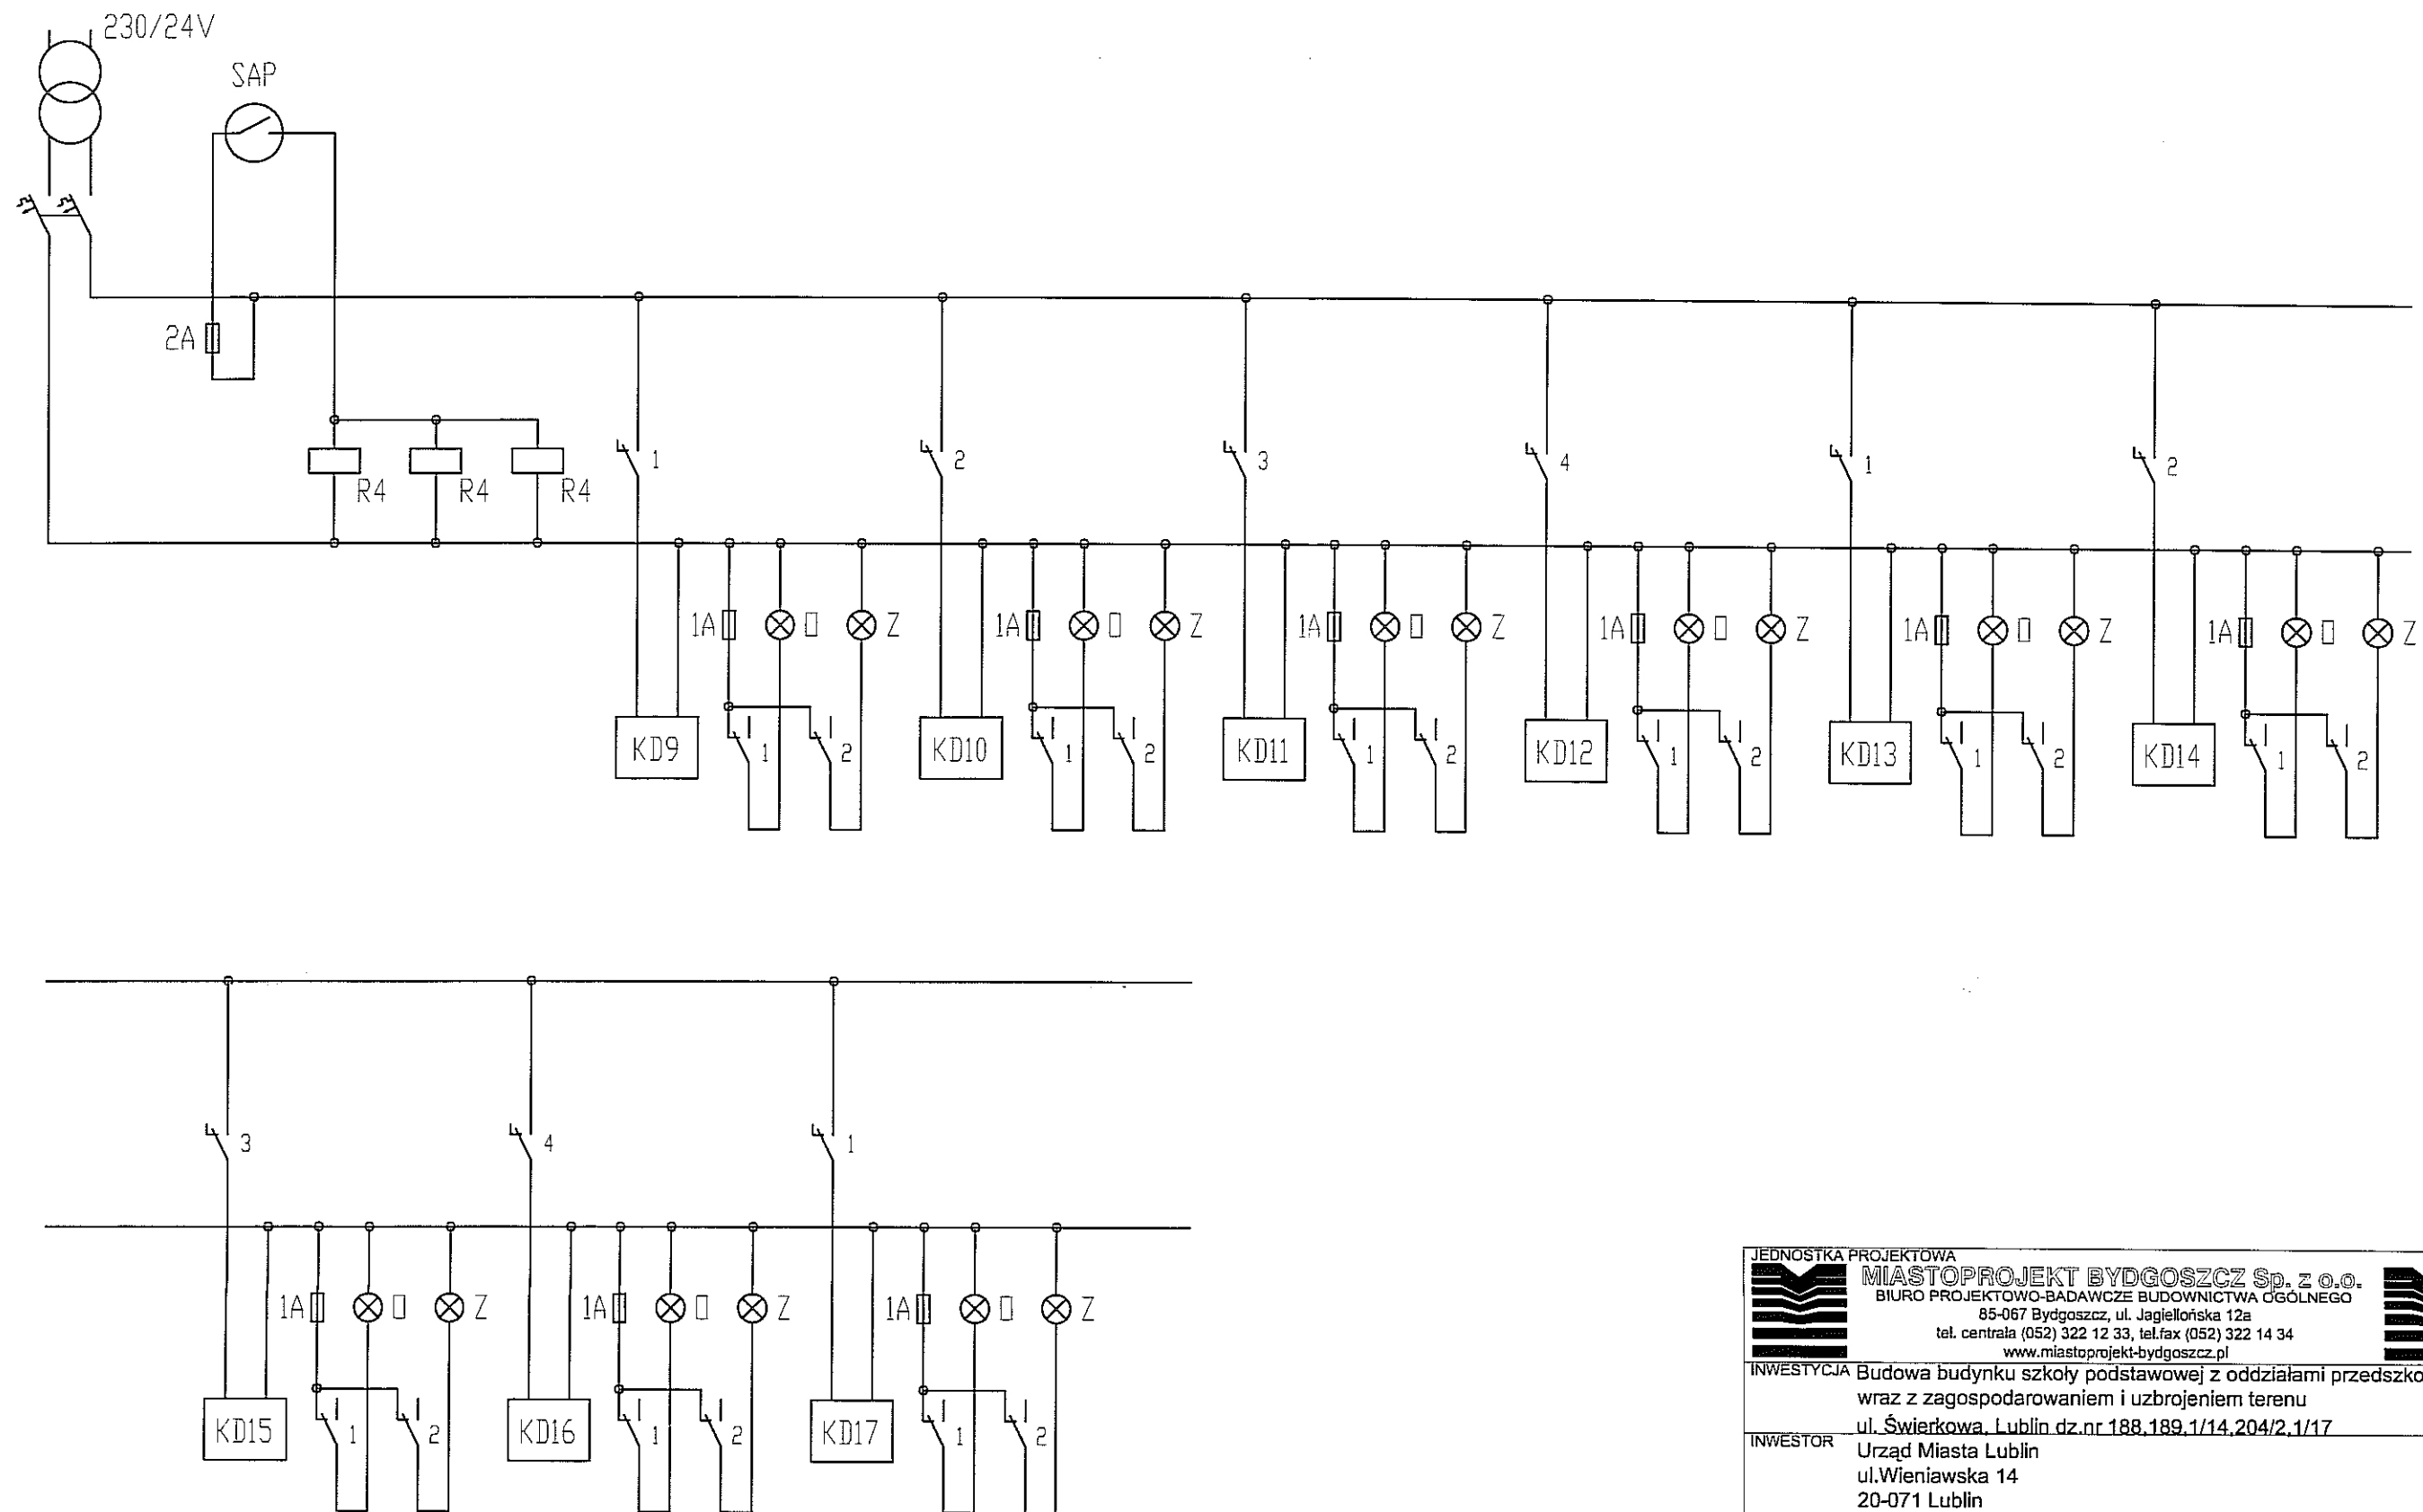 230/24V
SAP
2A
R4 R4 R4
1 2 3 4 1 2
1A O Z 1A O Z 1A O Z 1A O Z 1A O Z 1A O Z
KD9 1 2 KD10 1 2 KD11 1 2 KD12 1 2 KD13 1 2 KD14 1 2
3 4 1
1A O Z 1A O Z 1A O Z
KD15 1 2 KD16 1 2 KD17 1 2
JEDNOSTKA PROJEKTOWA
MIASTOPROJEKT BYDGOSZCZ Sp. z o.o.
BIURO PROJEKTOWO-BADAWCZE BUDOWNICTWA OGÓLNEGO
85-067 Bydgoszcz, ul. Jagiellońska 12a
tel. centrala (052) 322 12 33, tel.fax (052) 322 14 34
www.miastoprojekt-bydgoszcz.pl
INWESTYCJA Budowa budynku szkoły podstawowej z oddziałami przedszko
wraz z zagospodarowaniem i uzbrojeniem terenu
ul. Świerkowa, Lublin dz.nr 188,189,1/14,204/2,1/17
INWESTOR Urząd Miasta Lublin
ul.Wieniawska 14
20-071 Lublin